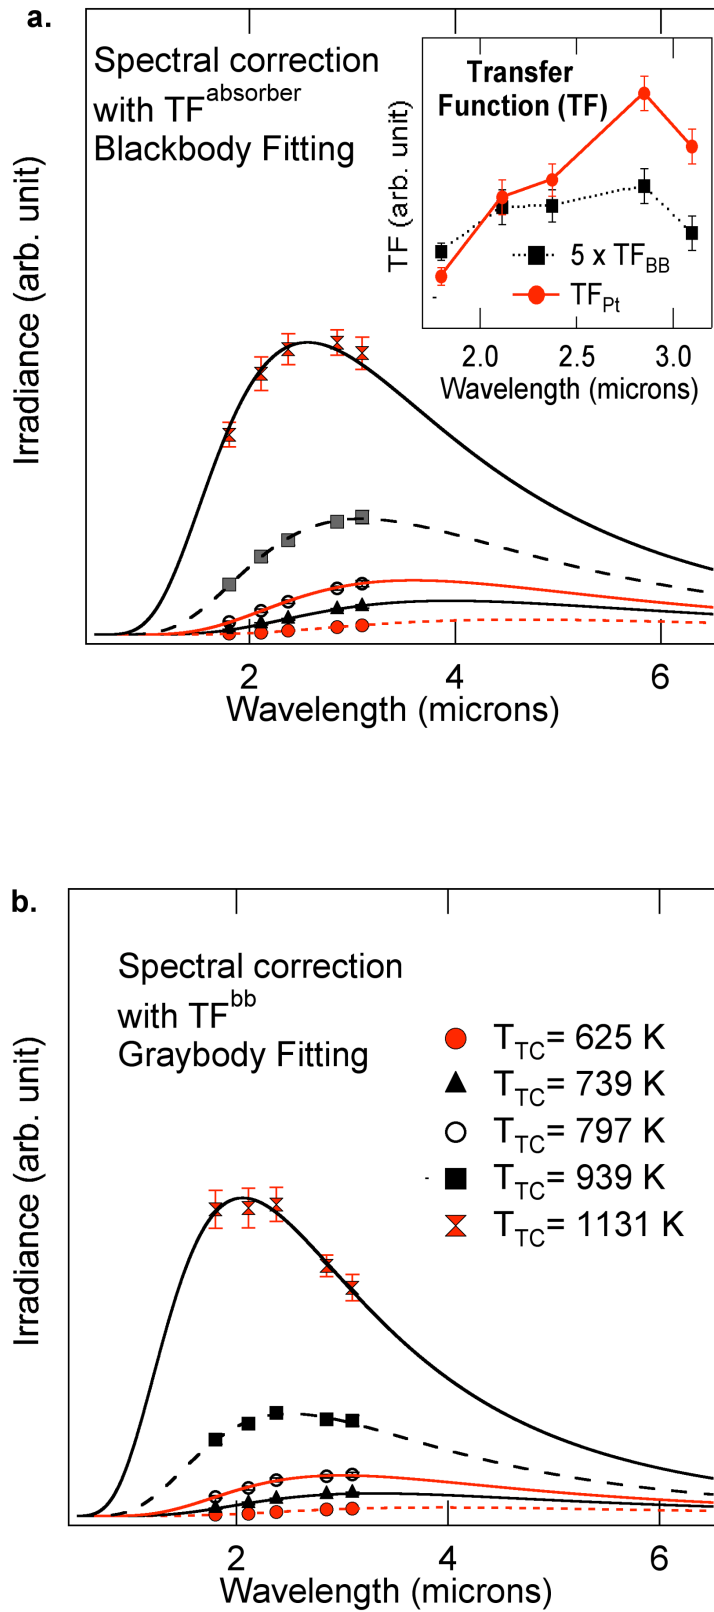 a.
Spectral correction
with TF^absorber
Blackbody Fitting
Transfer
Function (TF)
TF (arb. unit)
5 x TF_BB
TF_Pt
2.0 2.5 3.0
Wavelength (microns)
Irradiance (arb. unit)
2 4 6
Wavelength (microns)
b.
Spectral correction
with TF^bb
Graybody Fitting
T_TC= 625 K
T_TC= 739 K
T_TC= 797 K
T_TC= 939 K
T_TC= 1131 K
Irradiance (arb. unit)
2 4 6
Wavelength (microns)